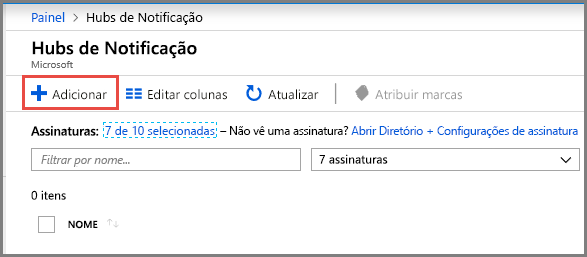 Painel > Hubs de Notificação
Hubs de Notificação
Microsoft
Adicionar Editar colunas Atualizar Atribuir marcas
Assinaturas: 7 de 10 selecionadas – Não vê uma assinatura? Abrir Diretório + Configurações de assinatura
Filtrar por nome... 7 assinaturas
0 itens
NOME